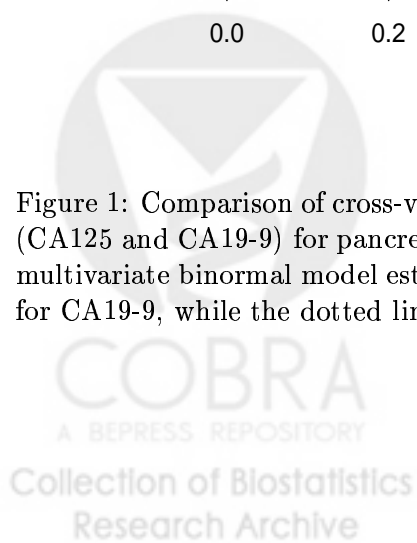 0.0 0.2
Figure 1: Comparison of cross-v
(CA125 and CA19-9) for pancre
multivariate binormal model est
for CA19-9, while the dotted lin
COBRA
A BEPRESS REPOSITORY
Collection of Biostatistics
Research Archive